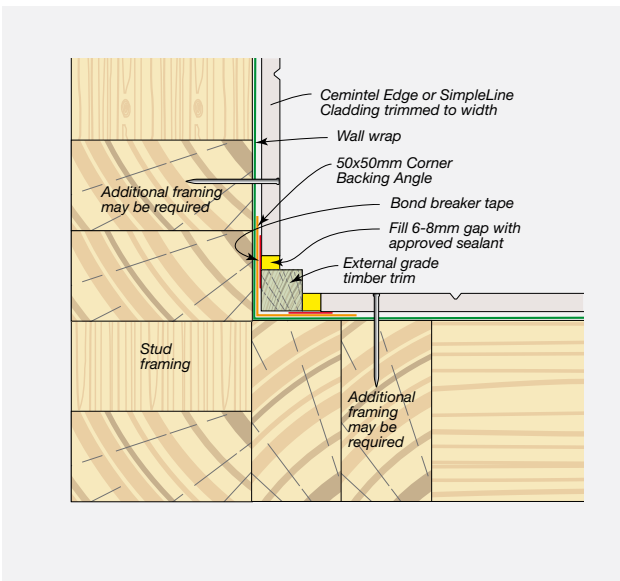 Cemintel Edge or SimpleLine
Cladding trimmed to width
Wall wrap
50x50mm Corner
Backing Angle
Additional framing
may be required
Bond breaker tape
Fill 6-8mm gap with
approved sealant
External grade
timber trim
Stud
framing
Additional
framing
may be
required